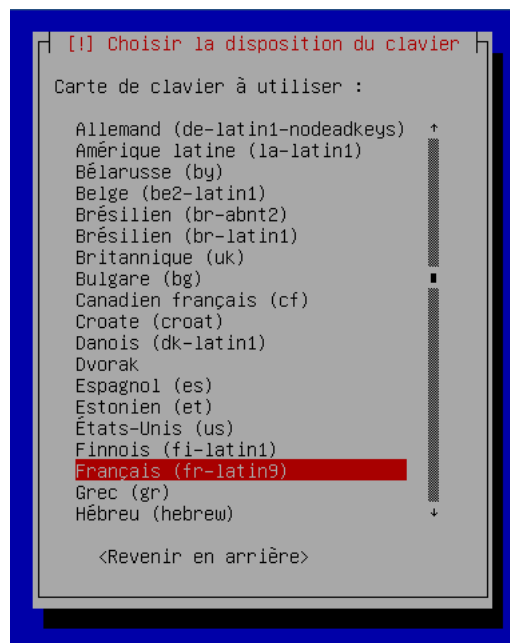 [!] Choisir la disposition du clavier
Carte de clavier à utiliser :
Allemand (de-latin1-nodeadkeys)
Amérique latine (la-latin1)
Bélarusse (by)
Belge (be2-latin1)
Brésilien (br-abnt2)
Brésilien (br-latin1)
Britannique (uk)
Bulgare (bg)
Canadien français (cf)
Croate (croat)
Danois (dk-latin1)
Dvorak
Espagnol (es)
Estonien (et)
États-Unis (us)
Finnois (fi-latin1)
Français (fr-latin9)
Grec (gr)
Hébreu (hebrew)
<Revenir en arrière>